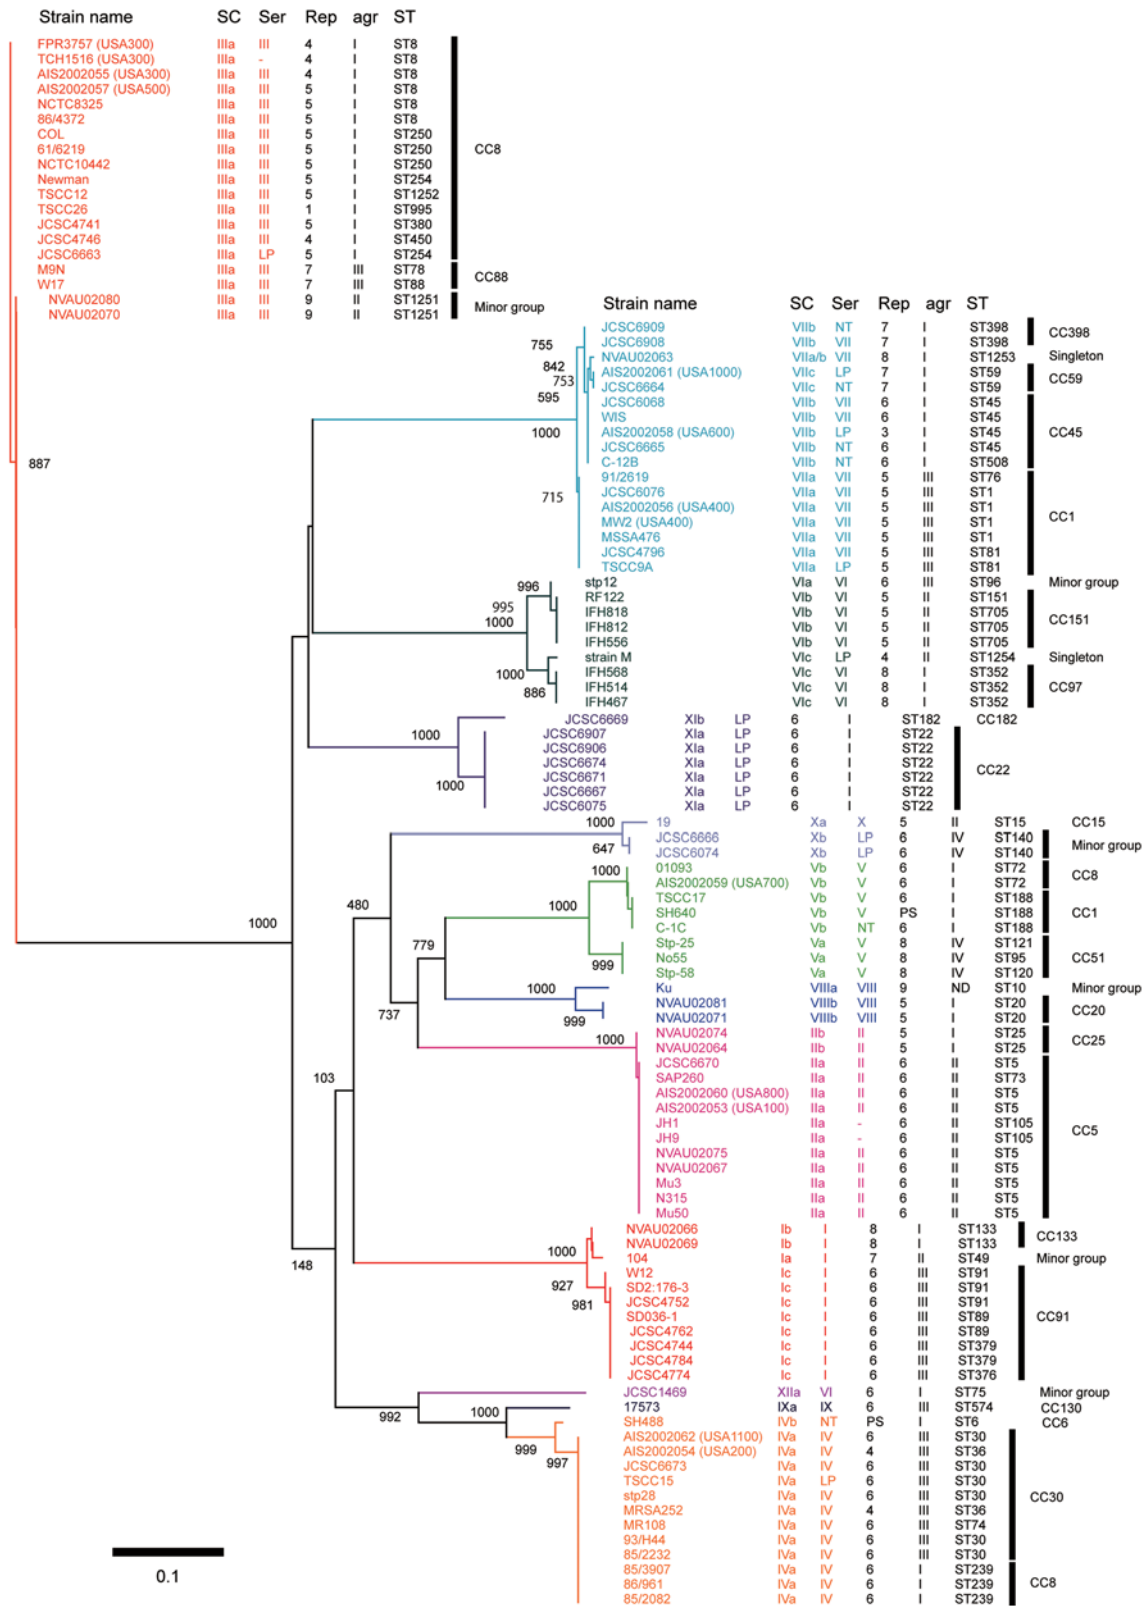 Strain name SC Ser Rep agr ST
FPR3757 (USA300) IIIa III 4 I ST8
TCH1516 (USA300) IIIa - 4 I ST8
AIS2002055 (USA300) IIIa III 4 I ST8
AIS2002057 (USA500) IIIa III 5 I ST8
NCTC8325 IIIa III 5 I ST8
86/4372 IIIa III 5 I ST8
COL IIIa III 5 I ST250
61/6219 IIIa III 5 I ST250 CC8
NCTC10442 IIIa III 5 I ST250
Newman IIIa III 5 I ST254
TSCC12 IIIa III 5 I ST1252
TSCC26 IIIa III 1 I ST995
JCSC4741 IIIa III 5 I ST380
JCSC4746 IIIa III 4 I ST450
JCSC6663 IIIa LP 5 I ST254
M9N IIIa III 7 III ST78 CC88
W17 IIIa III 7 III ST88
NVAU02080 IIIa III 9 II ST1251 Minor group
NVAU02070 IIIa III 9 II ST1251
887
Strain name SC Ser Rep agr ST
JCSC6909 VIIb NT 7 I ST398 CC398
JCSC6908 VIIb VII 7 I ST398
NVAU02063 VIIa/b VII 8 I ST1253 Singleton
AIS2002061 (USA1000) VIIc LP 7 I ST59 CC59
JCSC6664 VIIc NT 7 I ST59
JCSC6068 VIIb VII 6 I ST45
WIS VIIb VII 6 I ST45
AIS2002058 (USA600) VIIb LP 3 I ST45 CC45
JCSC6665 VIIb NT 6 I ST45
C-12B VIIb NT 6 I ST508
91/2619 VIIa VII 5 III ST76
JCSC6076 VIIa VII 5 III ST1
AIS2002056 (USA400) VIIa VII 5 III ST1 CC1
MW2 (USA400) VIIa VII 5 III ST1
MSSA476 VIIa VII 5 III ST1
JCSC4796 VIIa VII 5 III ST81
TSCC9A VIIa LP 5 III ST81
755
842
753
595
1000
715
stp12 VIa VI 6 III ST96 Minor group
RF122 VIb VI 5 II ST151
IFH818 VIb VI 5 II ST705 CC151
IFH812 VIb VI 5 II ST705
IFH556 VIb VI 5 II ST705
strain M VIc LP 4 II ST1254 Singleton
IFH568 VIc VI 8 I ST352
IFH514 VIc VI 8 I ST352 CC97
IFH467 VIc VI 8 I ST352
996
995
1000
1000
886
JCSC6669 XIb LP 6 I ST182 CC182
JCSC6907 XIa LP 6 I ST22
JCSC6906 XIa LP 6 I ST22
JCSC6674 XIa LP 6 I ST22
JCSC6671 XIa LP 6 I ST22 CC22
JCSC6667 XIa LP 6 I ST22
JCSC6075 XIa LP 6 I ST22
1000
1000
19 Xa X 5 II ST15 CC15
JCSC6666 Xb LP 6 IV ST140 Minor group
JCSC6074 Xb LP 6 IV ST140
01093 Vb V 6 I ST72 CC8
AIS2002059 (USA700) Vb V 6 I ST72
TSCC17 Vb V 6 I ST188
SH640 Vb V PS I ST188 CC1
C-1C Vb NT 6 I ST188
Stp-25 Va V 8 IV ST121
No55 Va V 8 IV ST95 CC51
Stp-58 Va V 8 IV ST120
Ku VIIIa VIII 9 ND ST10 Minor group
NVAU02081 VIIIb VIII 5 I ST20 CC20
NVAU02071 VIIIb VIII 5 I ST20
NVAU02074 IIb II 5 I ST25 CC25
NVAU02064 IIb II 5 I ST25
JCSC6670 IIa II 6 II ST5
SAP260 IIa II 6 II ST73
AIS2002060 (USA800) IIa II 6 II ST5
AIS2002053 (USA100) IIa II 6 II ST5
JH1 IIa - 6 II ST105 CC5
JH9 IIa - 6 II ST105
NVAU02075 IIa II 6 II ST5
NVAU02067 IIa II 6 II ST5
Mu3 IIa II 6 II ST5
N315 IIa II 6 II ST5
Mu50 IIa II 6 II ST5
1000
647
1000
480
1000
1000
779
999
1000
999
737
1000
103
NVAU02066 Ib I 8 I ST133 CC133
NVAU02069 Ib I 8 I ST133
104 Ia I 7 II ST49 Minor group
W12 Ic I 6 III ST91
SD2:176-3 Ic I 6 III ST91
JCSC4752 Ic I 6 III ST91
SD036-1 Ic I 6 III ST89 CC91
JCSC4762 Ic I 6 III ST89
JCSC4744 Ic I 6 III ST379
JCSC4784 Ic I 6 III ST379
JCSC4774 Ic I 6 III ST376
1000
148
927
981
JCSC1469 XIIa VI 6 I ST75 Minor group
17573 IXa IX 6 III ST574 CC130
SH488 IVb NT PS I ST6 CC6
AIS2002062 (USA1100) IVa IV 6 III ST30
AIS2002054 (USA200) IVa IV 4 III ST36
JCSC6673 IVa IV 6 III ST30
TSCC15 IVa LP 6 III ST30
stp28 IVa IV 6 III ST30 CC30
MRSA252 IVa IV 4 III ST36
MR108 IVa IV 6 III ST74
93/H44 IVa IV 6 III ST30
85/2232 IVa IV 6 III ST30
85/3907 IVa IV 6 I ST239
86/961 IVa IV 6 I ST239 CC8
85/2082 IVa IV 6 I ST239
992
1000
999
997
0.1